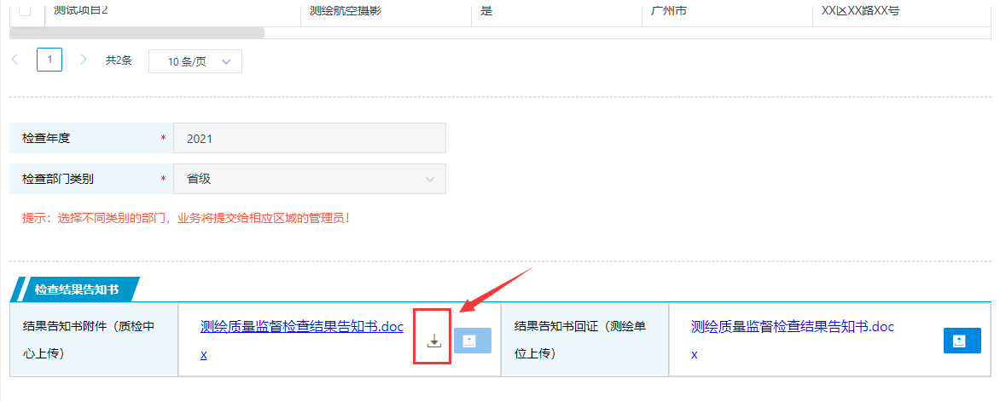 测试项目2 测绘航空摄影 是 广州市 XX区XX路XX号
1 共2条 10 条/页
检查年度 * 2021
检查部门类别 * 省级
提示：选择不同类别的部门，业务将提交给相应区域的管理员！
检查结果告知书
结果告知书附件（质检中
心上传）
测绘质量监督检查结果告知书.doc
x
结果告知书回证（测绘单
位上传）
测绘质量监督检查结果告知书.doc
x